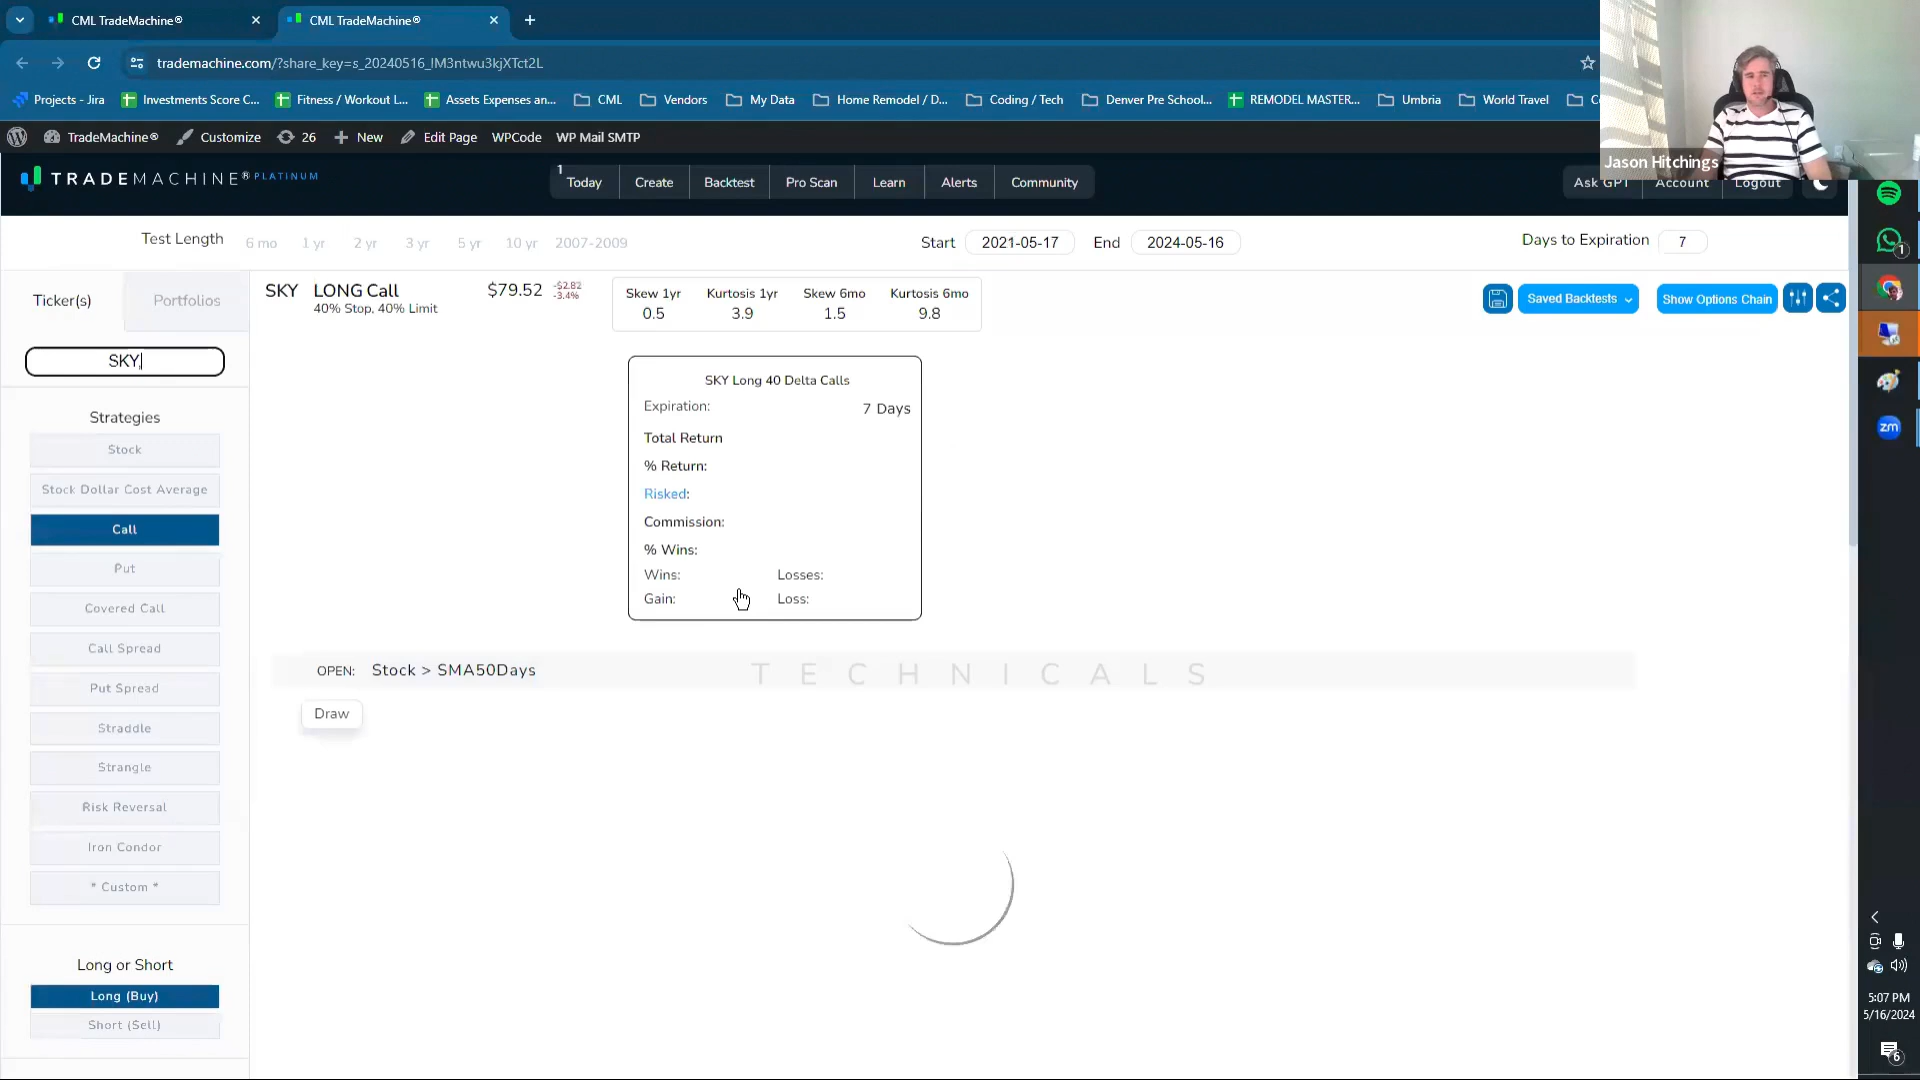 CML TradeMachine®
CML TradeMachine®
trademachine.com/?share_key=s_20240516_!M3ntwu3kjXTct2L
Projects - Jira
Investments Score C...
Fitness / Workout L...
Assets Expenses an...
CML
Vendors
My Data
Home Remodel / D...
Coding / Tech
Denver Pre School...
REMODEL MASTER...
Umbria
World Travel
TradeMachine®
Customize
26
New
Edit Page
WPCode
WP Mail SMTP
Jason Hitchings
TRADEMACHINE® PLATINUM
1
Today
Create
Backtest
Pro Scan
Learn
Alerts
Community
Ask GPT
Account
Logout
Test Length
6 mo
1 yr
2 yr
3 yr
5 yr
10 yr
2007-2009
Start
2021-05-17
End
2024-05-16
Days to Expiration
7
Ticker(s)
Portfolios
SKY
Strategies
Stock
Stock Dollar Cost Average
Call
Put
Covered Call
Call Spread
Put Spread
Straddle
Strangle
Risk Reversal
Iron Condor
* Custom *
Long or Short
Long (Buy)
Short (Sell)
SKY LONG Call
40% Stop, 40% Limit
$79.52
-$2.82
-3.4%
Skew 1yr
0.5
Kurtosis 1yr
3.9
Skew 6mo
1.5
Kurtosis 6mo
9.8
Saved Backtests
Show Options Chain
SKY Long 40 Delta Calls
Expiration: 7 Days
Total Return
% Return:
Risked:
Commission:
% Wins:
Wins: Losses:
Gain: Loss:
OPEN: Stock > SMA50Days
TECHNICALS
Draw
1
zm
5:07 PM
5/16/2024
6